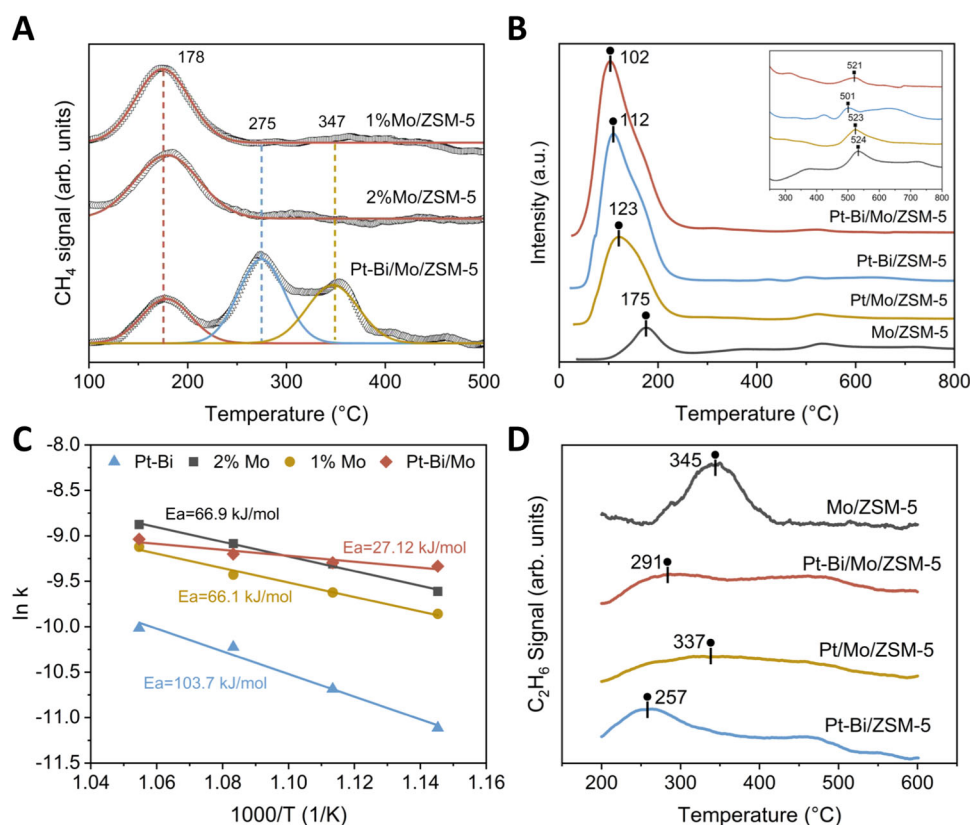 A
178
275
347
1%Mo/ZSM-5
2%Mo/ZSM-5
Pt-Bi/Mo/ZSM-5
CH₄ signal (arb. units)
100 200 300 400 500
Temperature (°C)
B
102
112
123
175
Pt-Bi/Mo/ZSM-5
Pt-Bi/ZSM-5
Pt/Mo/ZSM-5
Mo/ZSM-5
521
501
523
524
300 400 500 600 700 800
Intensity (a.u.)
0 200 400 600 800
Temperature (°C)
C
Pt-Bi 2% Mo 1% Mo Pt-Bi/Mo
Ea=66.9 kJ/mol
Ea=27.12 kJ/mol
Ea=66.1 kJ/mol
Ea=103.7 kJ/mol
ln k
-8.0
-8.5
-9.0
-9.5
-10.0
-10.5
-11.0
-11.5
1.04 1.06 1.08 1.10 1.12 1.14 1.16
1000/T (1/K)
D
345
Mo/ZSM-5
291
Pt-Bi/Mo/ZSM-5
337
Pt/Mo/ZSM-5
257
Pt-Bi/ZSM-5
C₂H₆ Signal (arb. units)
200 300 400 500 600
Temperature (°C)